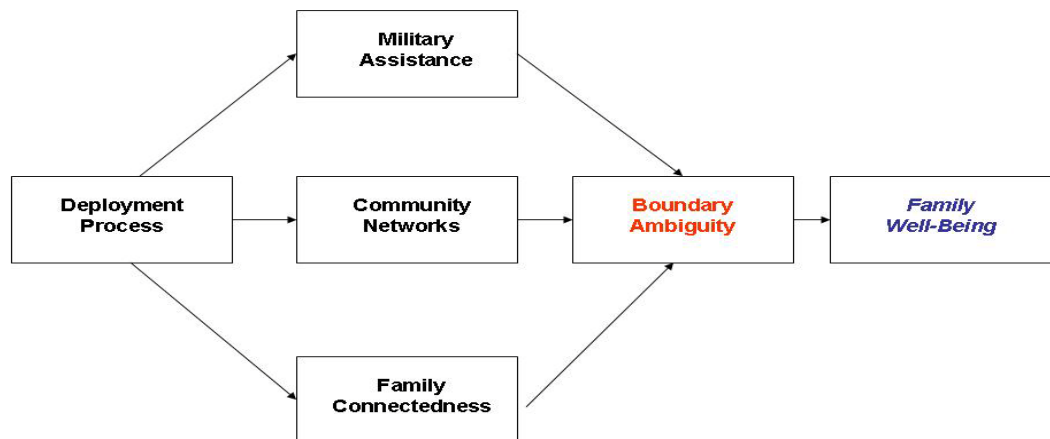 Military
Assistance
Deployment
Process
Community
Networks
Boundary
Ambiguity
Family
Well-Being
Family
Connectedness